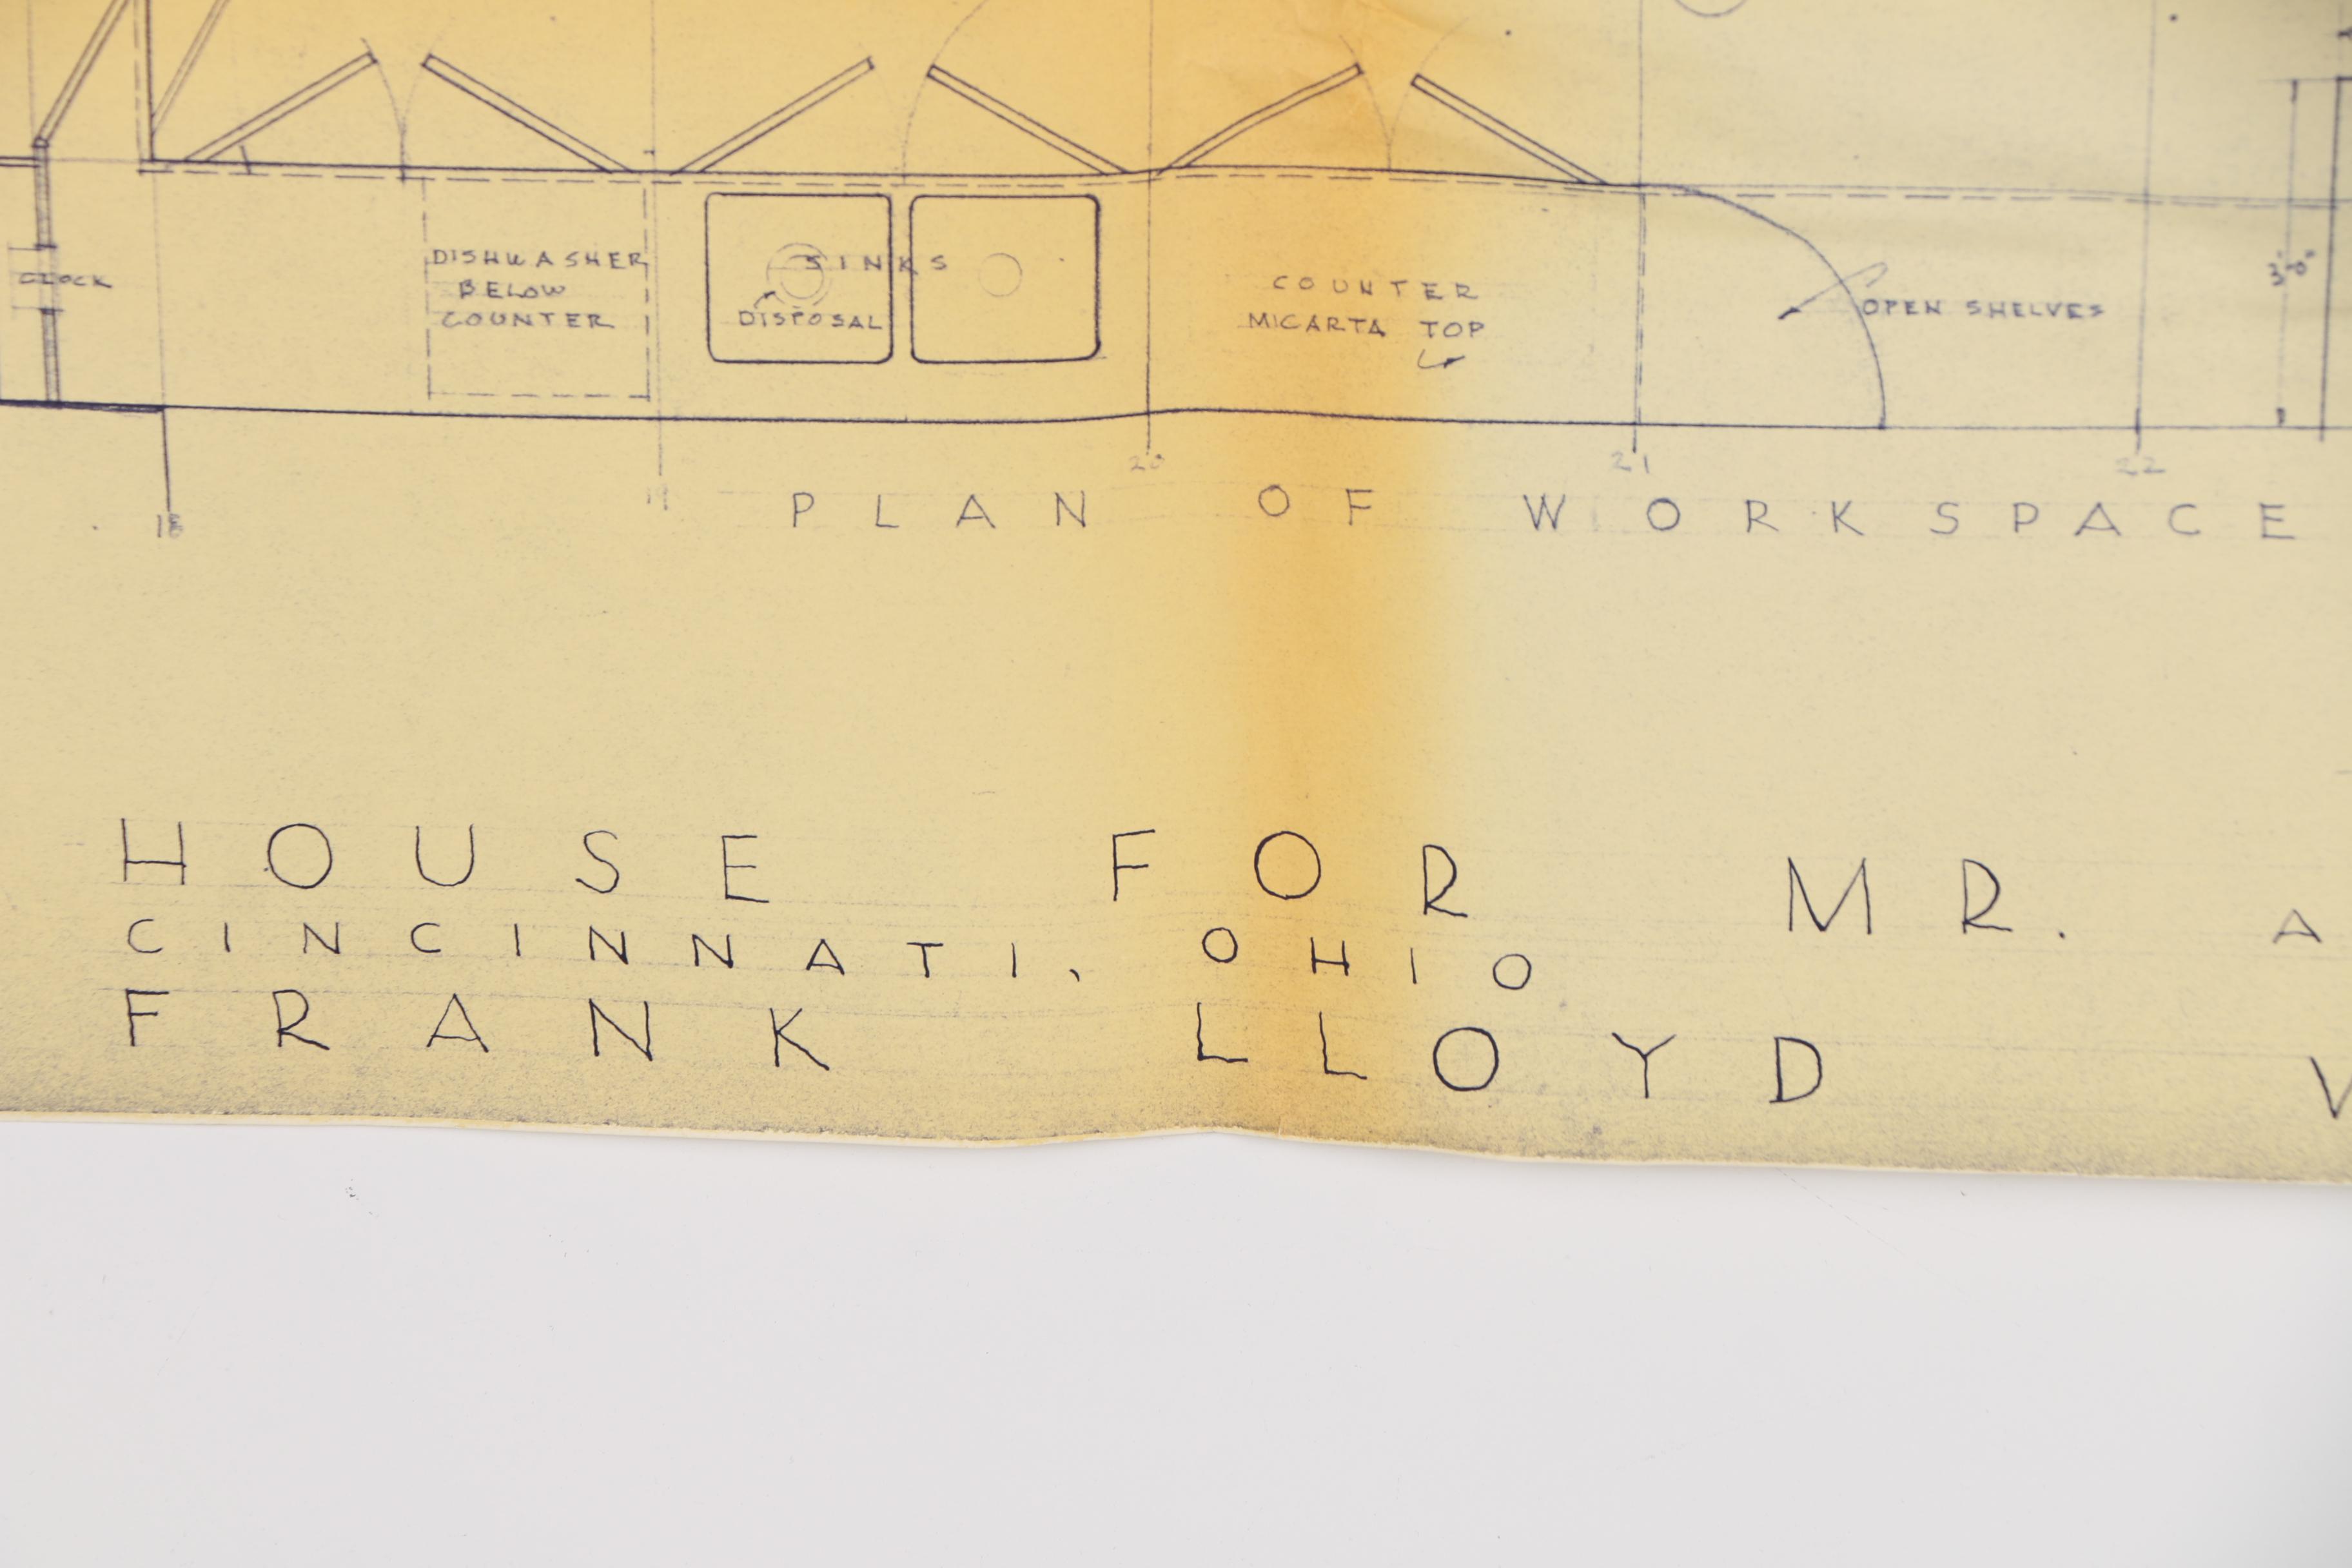 CLOCK
DISHWASHER
BELOW
COUNTER
SINKS
DISPOSAL
COUNTER
MICARTA TOP
OPEN SHELVES
3'-0"
18
19
20
21
22
PLAN OF WORKSPACE
HOUSE FOR MR. A
CINCINNATI, OHIO
FRANK LLOYD